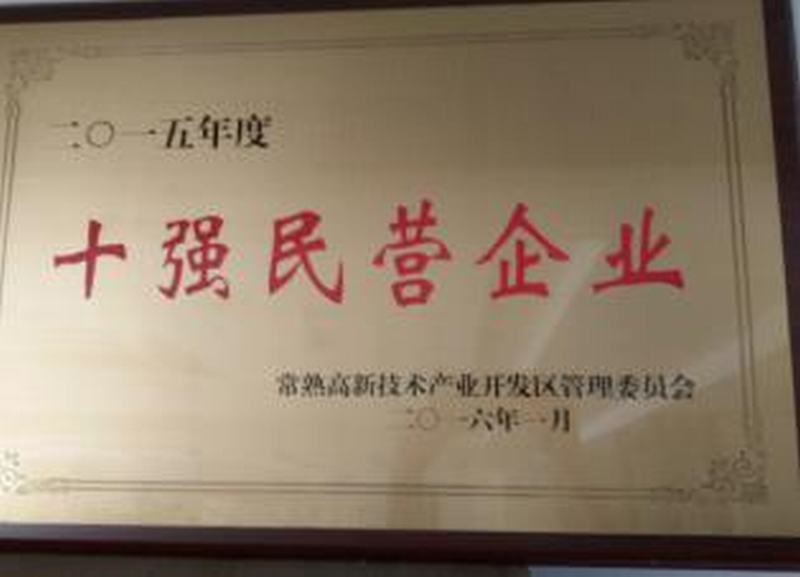 二〇一五年度
十强民营企业
常熟高新技术产业开发区管理委员会
二〇一六年一月